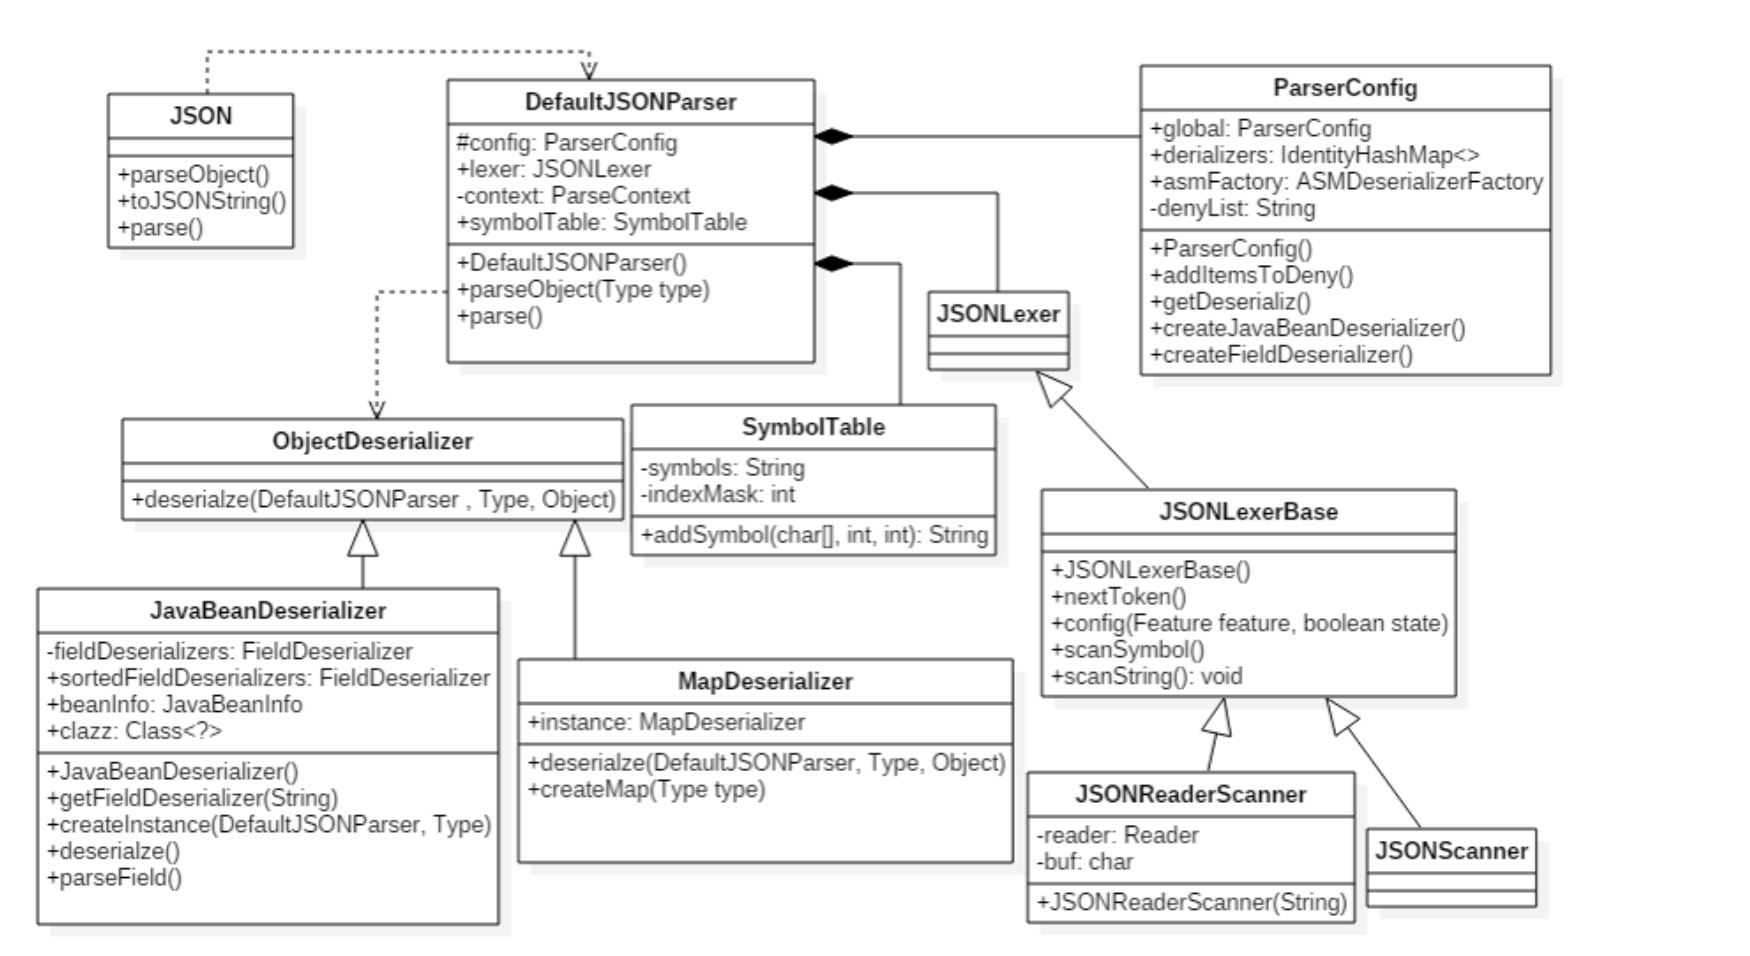 JSON
+parseObject()
+toJSONString()
+parse()
DefaultJSONParser
#config: ParserConfig
+lexer: JSONLexer
-context: ParseContext
+symbolTable: SymbolTable
+DefaultJSONParser()
+parseObject(Type type)
+parse()
ParserConfig
+global: ParserConfig
+derializers: IdentityHashMap<>
+asmFactory: ASMDeserializerFactory
-denyList: String
+ParserConfig()
+addItemsToDeny()
+getDeserializ()
+createJavaBeanDeserializer()
+createFieldDeserializer()
JSONLexer
ObjectDeserializer
+deserialze(DefaultJSONParser , Type, Object)
SymbolTable
-symbols: String
-indexMask: int
+addSymbol(char[], int, int): String
JSONLexerBase
+JSONLexerBase()
+nextToken()
+config(Feature feature, boolean state)
+scanSymbol()
+scanString(): void
JavaBeanDeserializer
-fieldDeserializers: FieldDeserializer
+sortedFieldDeserializers: FieldDeserializer
+beanInfo: JavaBeanInfo
+clazz: Class<?>
+JavaBeanDeserializer()
+getFieldDeserializer(String)
+createInstance(DefaultJSONParser, Type)
+deserialze()
+parseField()
MapDeserializer
+instance: MapDeserializer
+deserialze(DefaultJSONParser, Type, Object)
+createMap(Type type)
JSONReaderScanner
-reader: Reader
-buf: char
+JSONReaderScanner(String)
JSONScanner